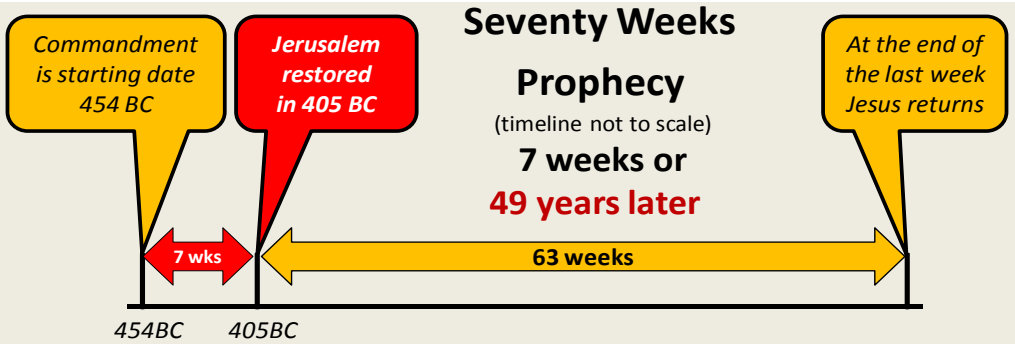 Seventy Weeks
Prophecy
(timeline not to scale)
7 weeks or
49 years later
Commandment
is starting date
454 BC
Jerusalem
restored
in 405 BC
At the end of
the last week
Jesus returns
7 wks
63 weeks
454BC
405BC